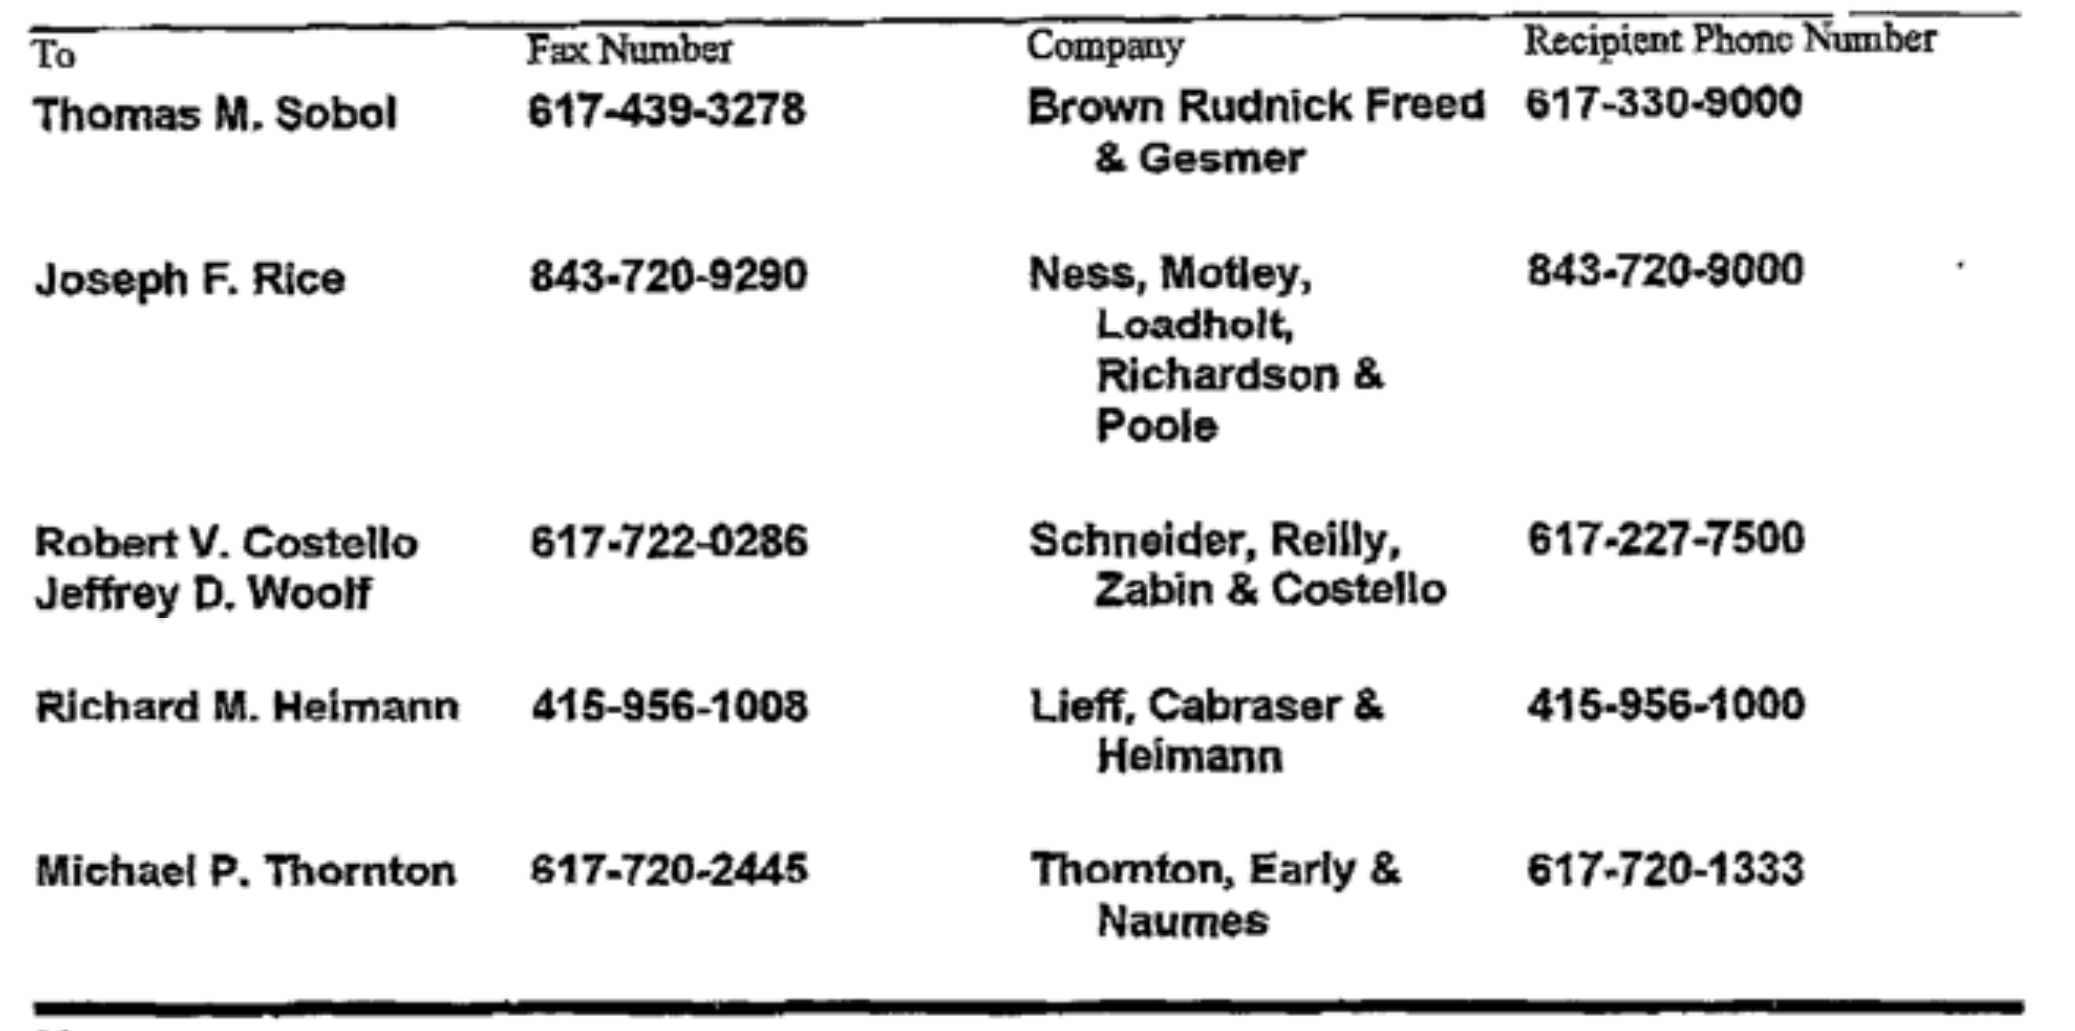 To Fax Number Company Recipient Phone Number
Thomas M. Sobol 617-439-3278 Brown Rudnick Freed 617-330-9000
& Gesmer
Joseph F. Rice 843-720-9290 Ness, Motley, 843-720-9000
Loadholt,
Richardson &
Poole
Robert V. Costello 617-722-0286 Schneider, Reilly, 617-227-7500
Jeffrey D. Woolf Zabin & Costello
Richard M. Heimann 415-956-1008 Lieff, Cabraser & 415-956-1000
Heimann
Michael P. Thornton 617-720-2445 Thornton, Early & 617-720-1333
Naumes